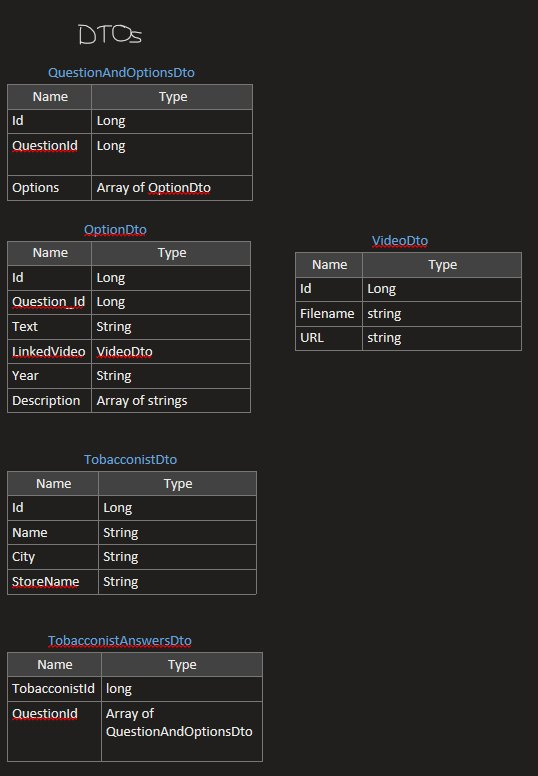 DTOs
QuestionAndOptionsDto
Name Type
Id Long
QuestionId Long
Options Array of OptionDto
OptionDto
Name Type
Id Long
Question_Id Long
Text String
LinkedVideo VideoDto
Year String
Description Array of strings
VideoDto
Name Type
Id Long
Filename string
URL string
TobacconistDto
Name Type
Id Long
Name String
City String
StoreName String
TobacconistAnswersDto
Name Type
TobacconistId long
QuestionId Array of
QuestionAndOptionsDto